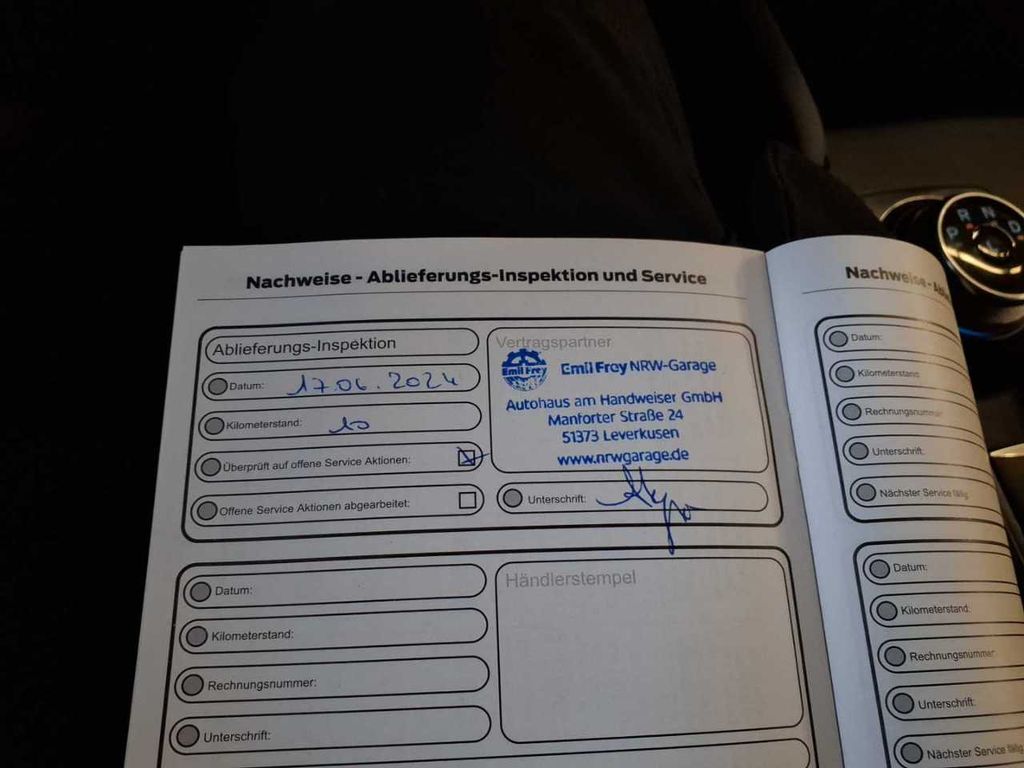 Nachweise - Ablieferungs-Inspektion und Service
Ablieferungs-Inspektion
Datum: 17.06.2024
Kilometerstand: 10
Überprüft auf offene Service Aktionen:
Offene Service Aktionen abgearbeitet:
Vertragspartner
Emil Frey
Emil Frey NRW-Garage
Autohaus am Handweiser GmbH
Manforter Straße 24
51373 Leverkusen
www.nrwgarage.de
Unterschrift:
Datum:
Kilometerstand:
Rechnungsnummer:
Unterschrift:
Händlerstempel
Nachweise - Ab
Datum:
Kilometerstand:
Rechnungsnummer
Unterschrift:
Nächster Service fällig
Datum:
Kilometerstand:
Rechnungsnummer
Unterschrift:
Nächster Service fällig
P R N D